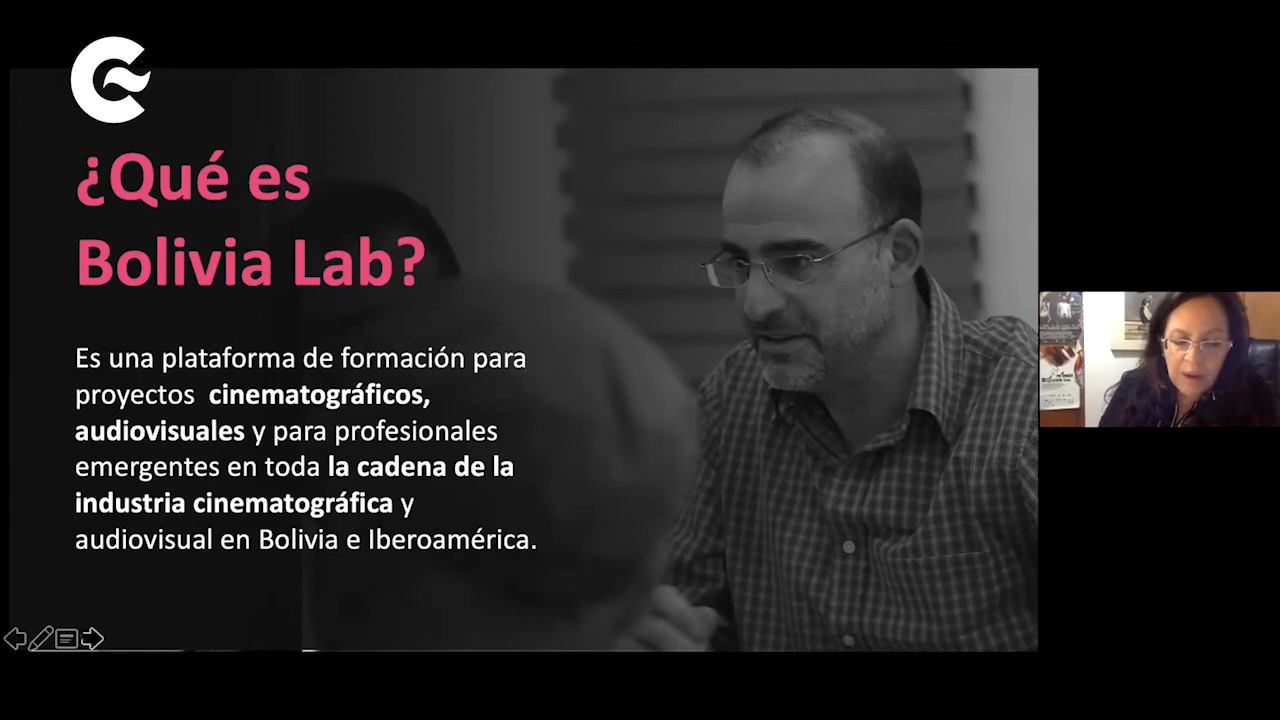 ¿Qué es
Bolivia Lab?
Es una plataforma de formación para
proyectos cinematográficos,
audiovisuales y para profesionales
emergentes en toda la cadena de la
industria cinematográfica y
audiovisual en Bolivia e Iberoamérica.